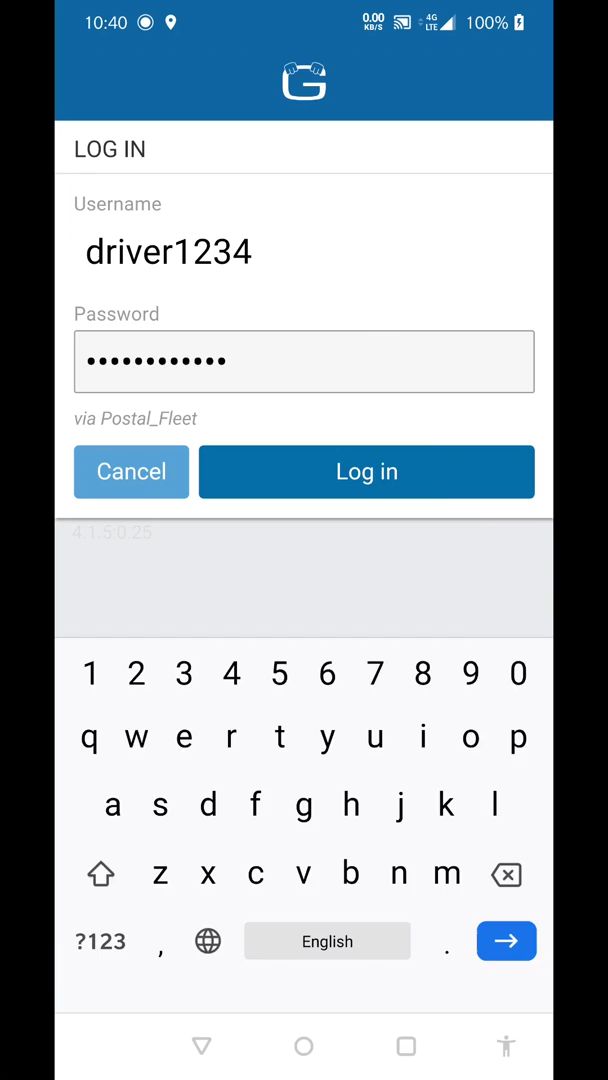 10:40 0.00 KB/S 4G LTE 100%
G
LOG IN
Username
driver1234
Password
••••••••••••
via Postal_Fleet
Cancel Log in
4.1.5.0.25
1 2 3 4 5 6 7 8 9 0
q w e r t y u i o p
a s d f g h j k l
z x c v b n m
?123 , English .